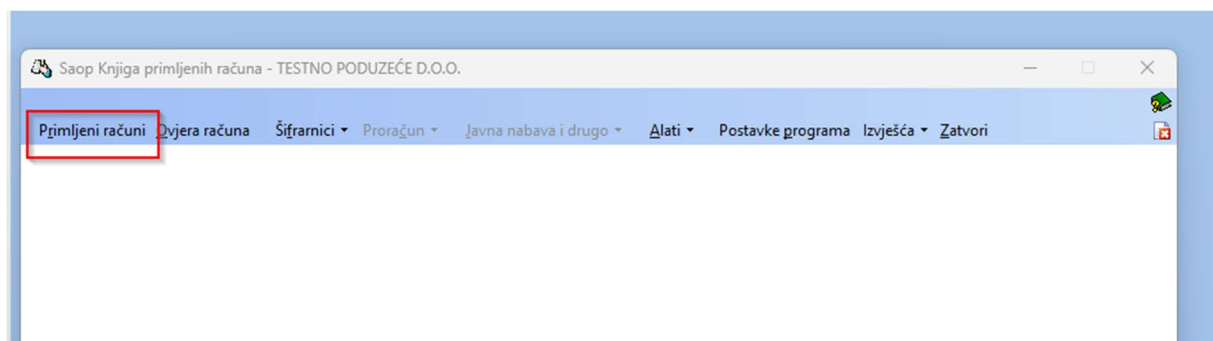 Saop Knjiga primljenih računa - TESTNO PODUZEĆE D.O.O.
Primljeni računi Ovjera računa Šifrarnici Proračun Javna nabava i drugo Alati Postavke programa Izvješća Zatvori